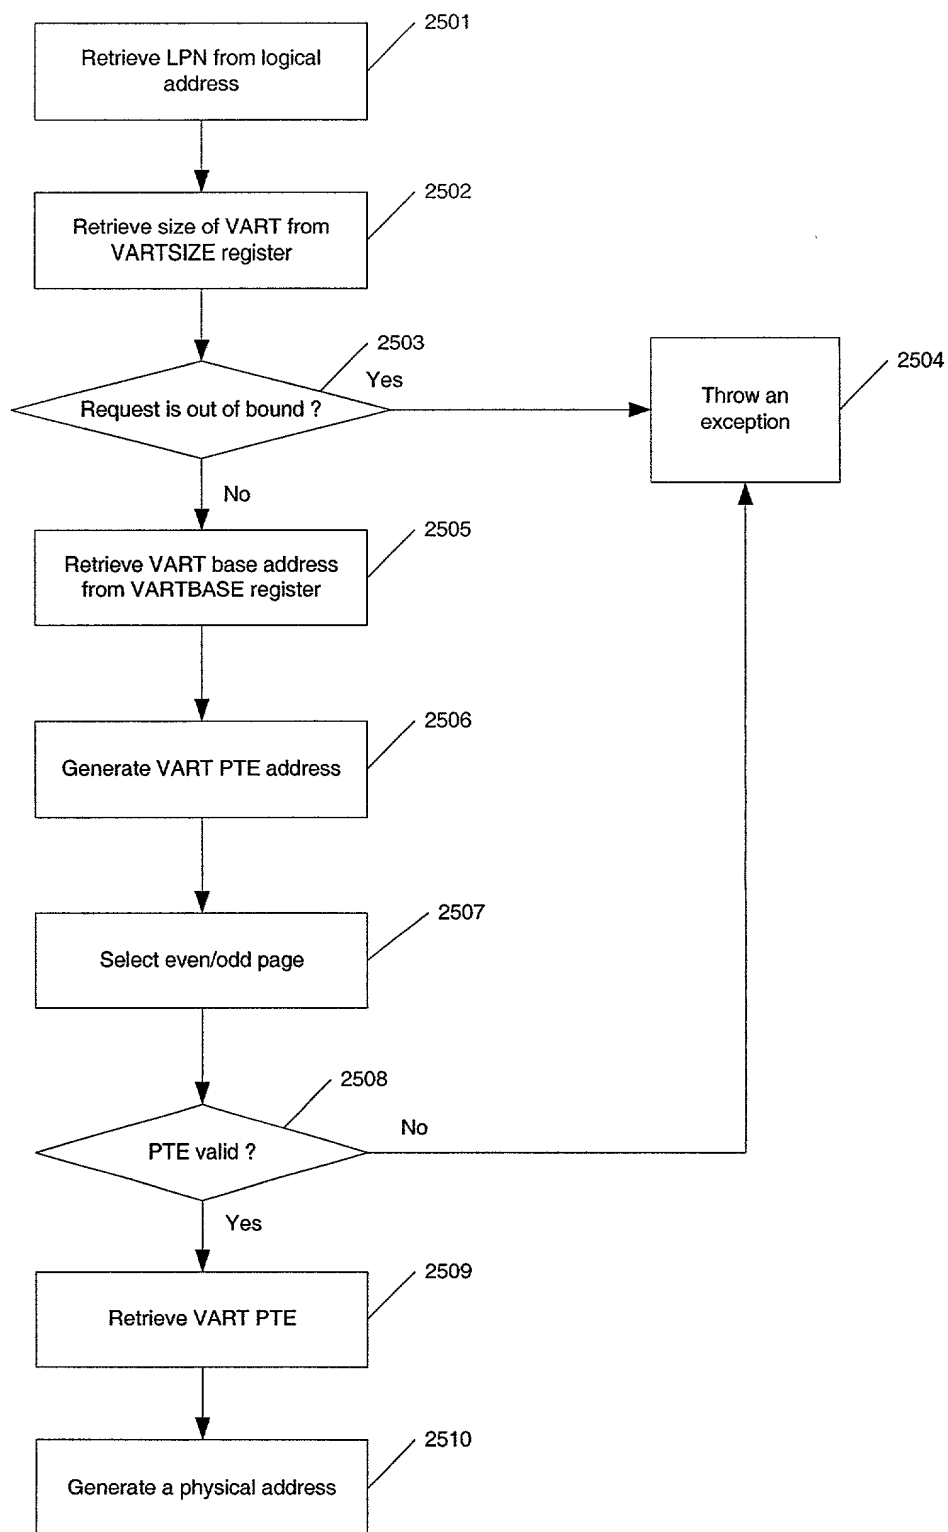 2501
Retrieve LPN from logical
address
2502
Retrieve size of VART from
VARTSIZE register
2503
Yes
Request is out of bound ?
2504
Throw an
exception
No
2505
Retrieve VART base address
from VARTBASE register
2506
Generate VART PTE address
2507
Select even/odd page
2508
No
PTE valid ?
Yes
2509
Retrieve VART PTE
2510
Generate a physical address